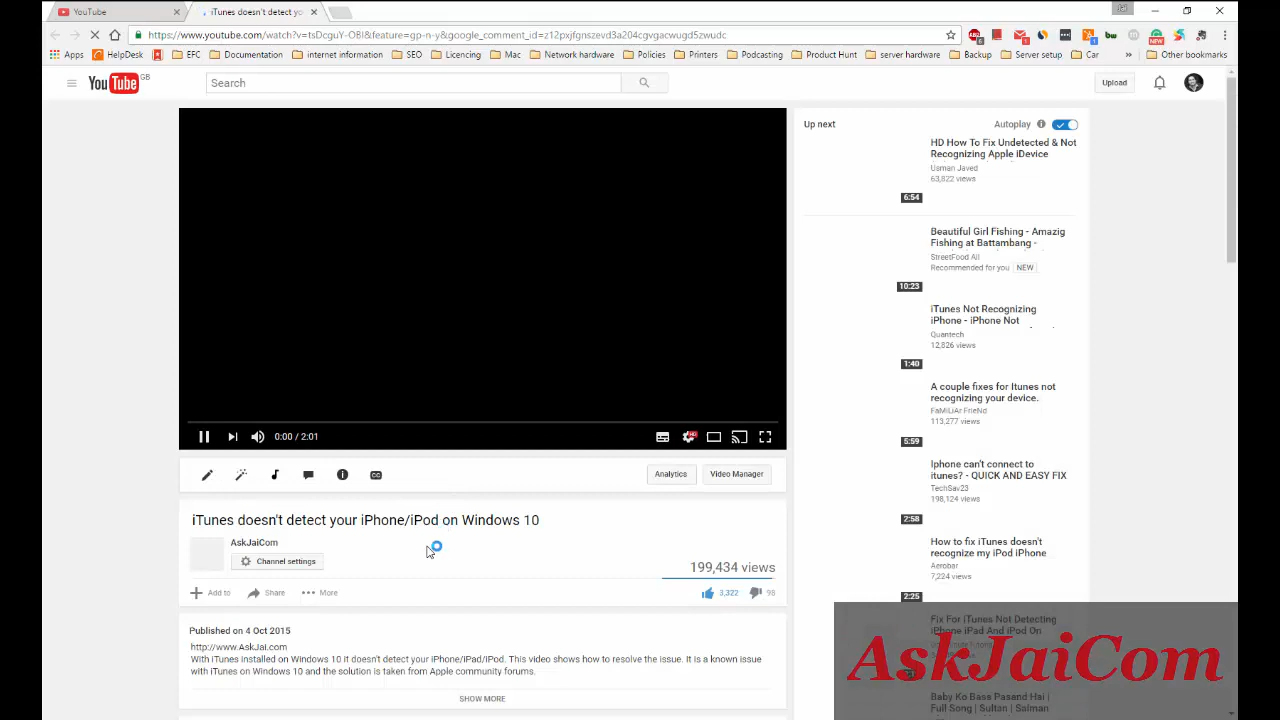 YouTube
iTunes doesn't detect yo
https://www.youtube.com/watch?v=tsDcguY-OBI&feature=gp-n-y&google_comment_id=z12pxjfgnszevd3a204cgvgacwugd5zwudc
Apps HelpDesk EFC Documentation internet informatior SEO Licencing Mac Network hardware Policies Printers Podcasting Product Hunt server hardware Backup Server setup Car » Other bookmarks
YouTube GB
Search
Upload
Up next
Autoplay
HD How To Fix Undetected & Not
Recognizing Apple iDevice
Usman Javed
63,822 views
6:54
Beautiful Girl Fishing - Amazig
Fishing at Battambang -
StreetFood All
Recommended for you NEW
10:23
iTunes Not Recognizing
iPhone - iPhone Not
Quantech
12,826 views
1:40
A couple fixes for Itunes not
recognizing your device.
FaMiLiAr FrieNd
113,277 views
5:59
Iphone can't connect to
itunes? - QUICK AND EASY FIX
TechSav23
198,124 views
2:58
How to fix iTunes doesn't
recognize my iPod iPhone
Aerobar
7,224 views
2:25
Fix For iTunes Not Detecting
iPhone iPad And iPod On
Baby Ko Bass Pasand Hai |
Full Song | Sultan | Salman
0:00 / 2:01
HD
Analytics
Video Manager
iTunes doesn't detect your iPhone/iPod on Windows 10
AskJaiCom
Channel settings
199,434 views
Add to Share More
3,322 98
Published on 4 Oct 2015
http://www.AskJai.com
With iTunes installed on Windows 10 it doesn't detect your iPhone/iPad/iPod. This video shows how to resolve the issue. It is a known issue
with iTunes on Windows 10 and the solution is taken from Apple community forums.
SHOW MORE
AskJaiCom